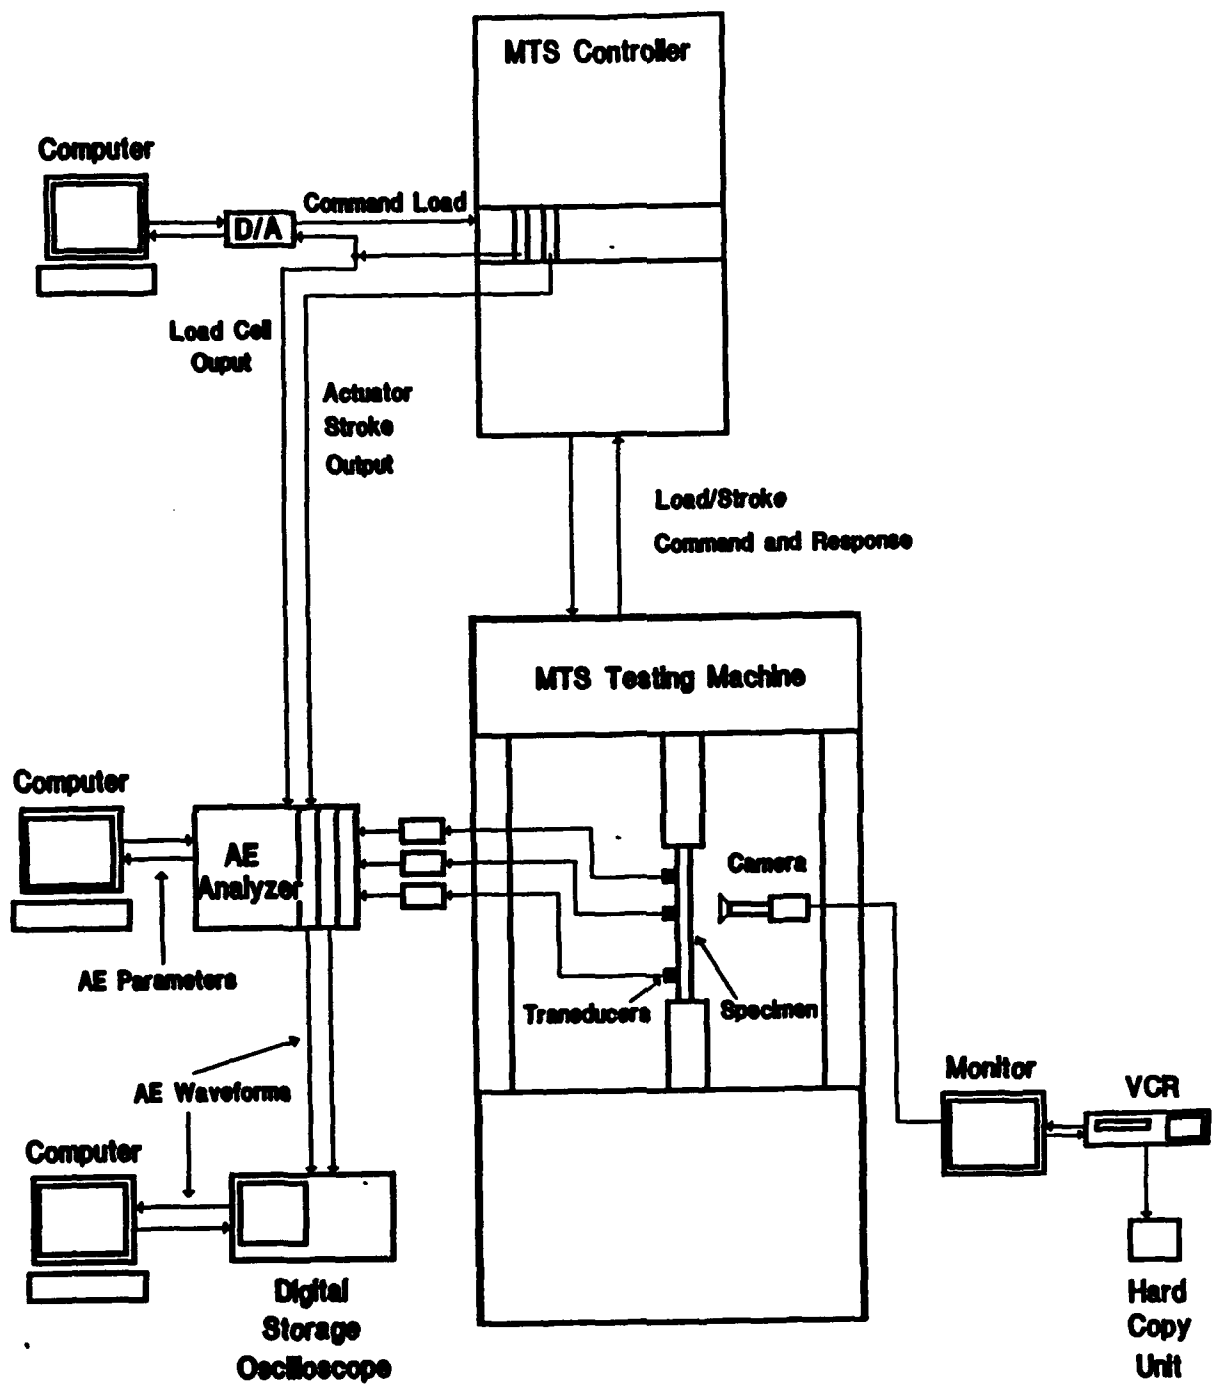 MTS Controller
Computer
Command Load
D/A
Load Cell
Ouput
Actuator
Stroke
Output
Load/Stroke
Command and Response
MTS Testing Machine
Computer
AE
Analyzer
Camera
AE Parameters
Transducers
Specimen
AE Waveforms
Monitor
VCR
Computer
Digital
Storage
Oscilloscope
Hard
Copy
Unit